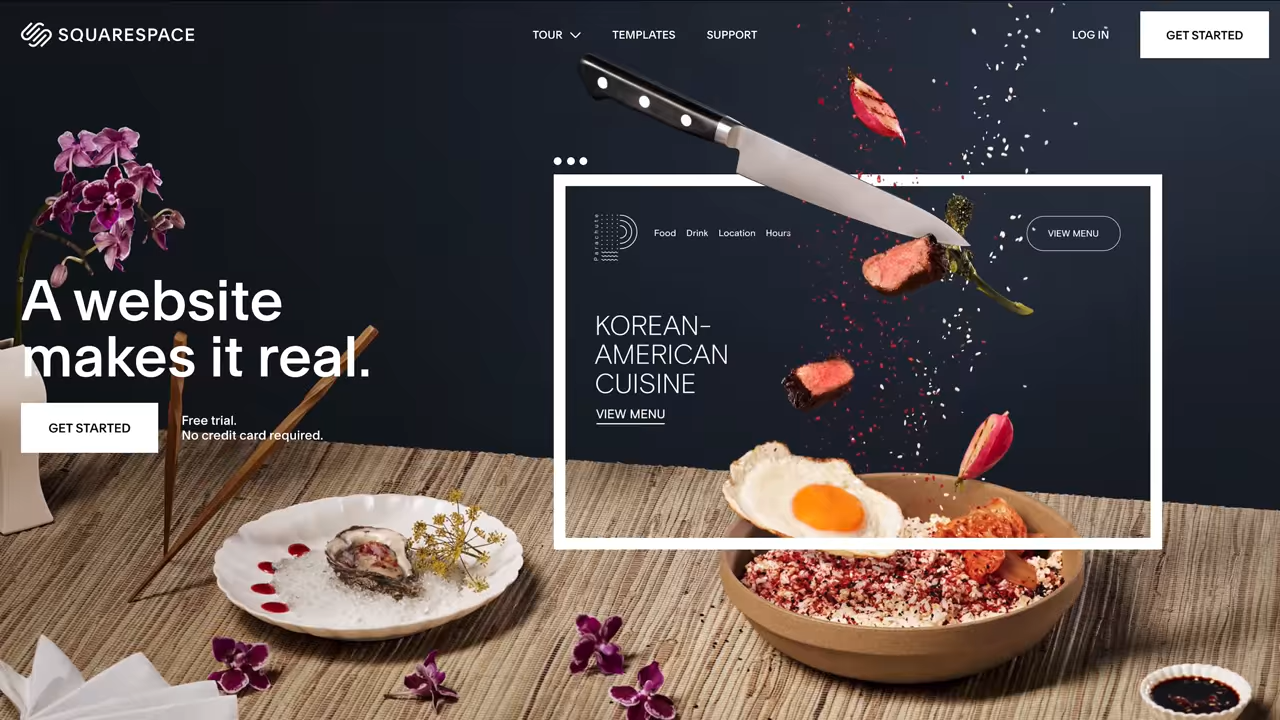 SQUARESPACE
TOUR
TEMPLATES
SUPPORT
LOG IN
GET STARTED
A website
makes it real.
GET STARTED
Free trial.
No credit card required.
Parachute
Food
Drink
Location
Hours
VIEW MENU
KOREAN-
AMERICAN
CUISINE
VIEW MENU